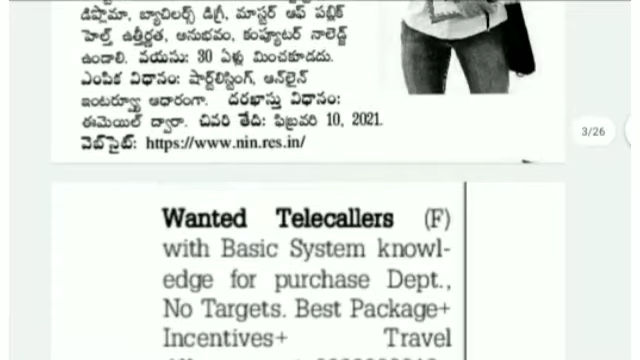 డిప్లొమా, బ్యాచిలర్స్ డిగ్రీ, మాస్టర్ ఆఫ్ పబ్లిక్
హెల్త్ ఉత్తీర్ణత, అనుభవం, కంప్యూటర్ నాలెడ్జ్
ఉండాలి. వయసు: 30 ఏళ్లు మించకూడదు.
ఎంపిక విధానం: షార్ట్‌లిస్టింగ్, ఆన్‌లైన్
ఇంటర్వ్యూ ఆధారంగా. దరఖాస్తు విధానం:
ఈమెయిల్ ద్వారా. చివరి తేది: ఫిబ్రవరి 10, 2021.
వెబ్‌సైట్: https://www.nin.res.in/
3/26
Wanted Telecallers (F)
with Basic System knowl-
edge for purchase Dept.,
No Targets. Best Package+
Incentives+ Travel